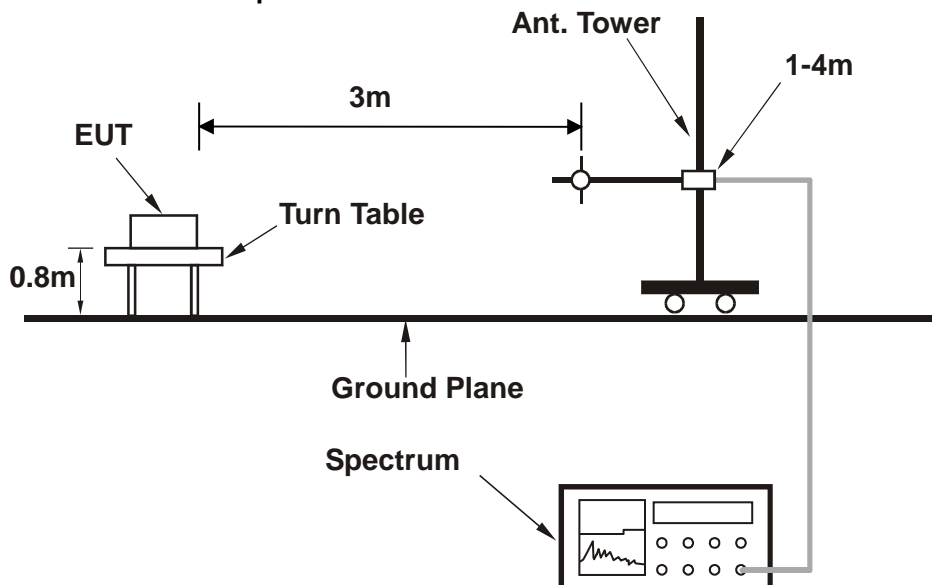 Ant. Tower
1-4m
3m
EUT
Turn Table
0.8m
Ground Plane
Spectrum